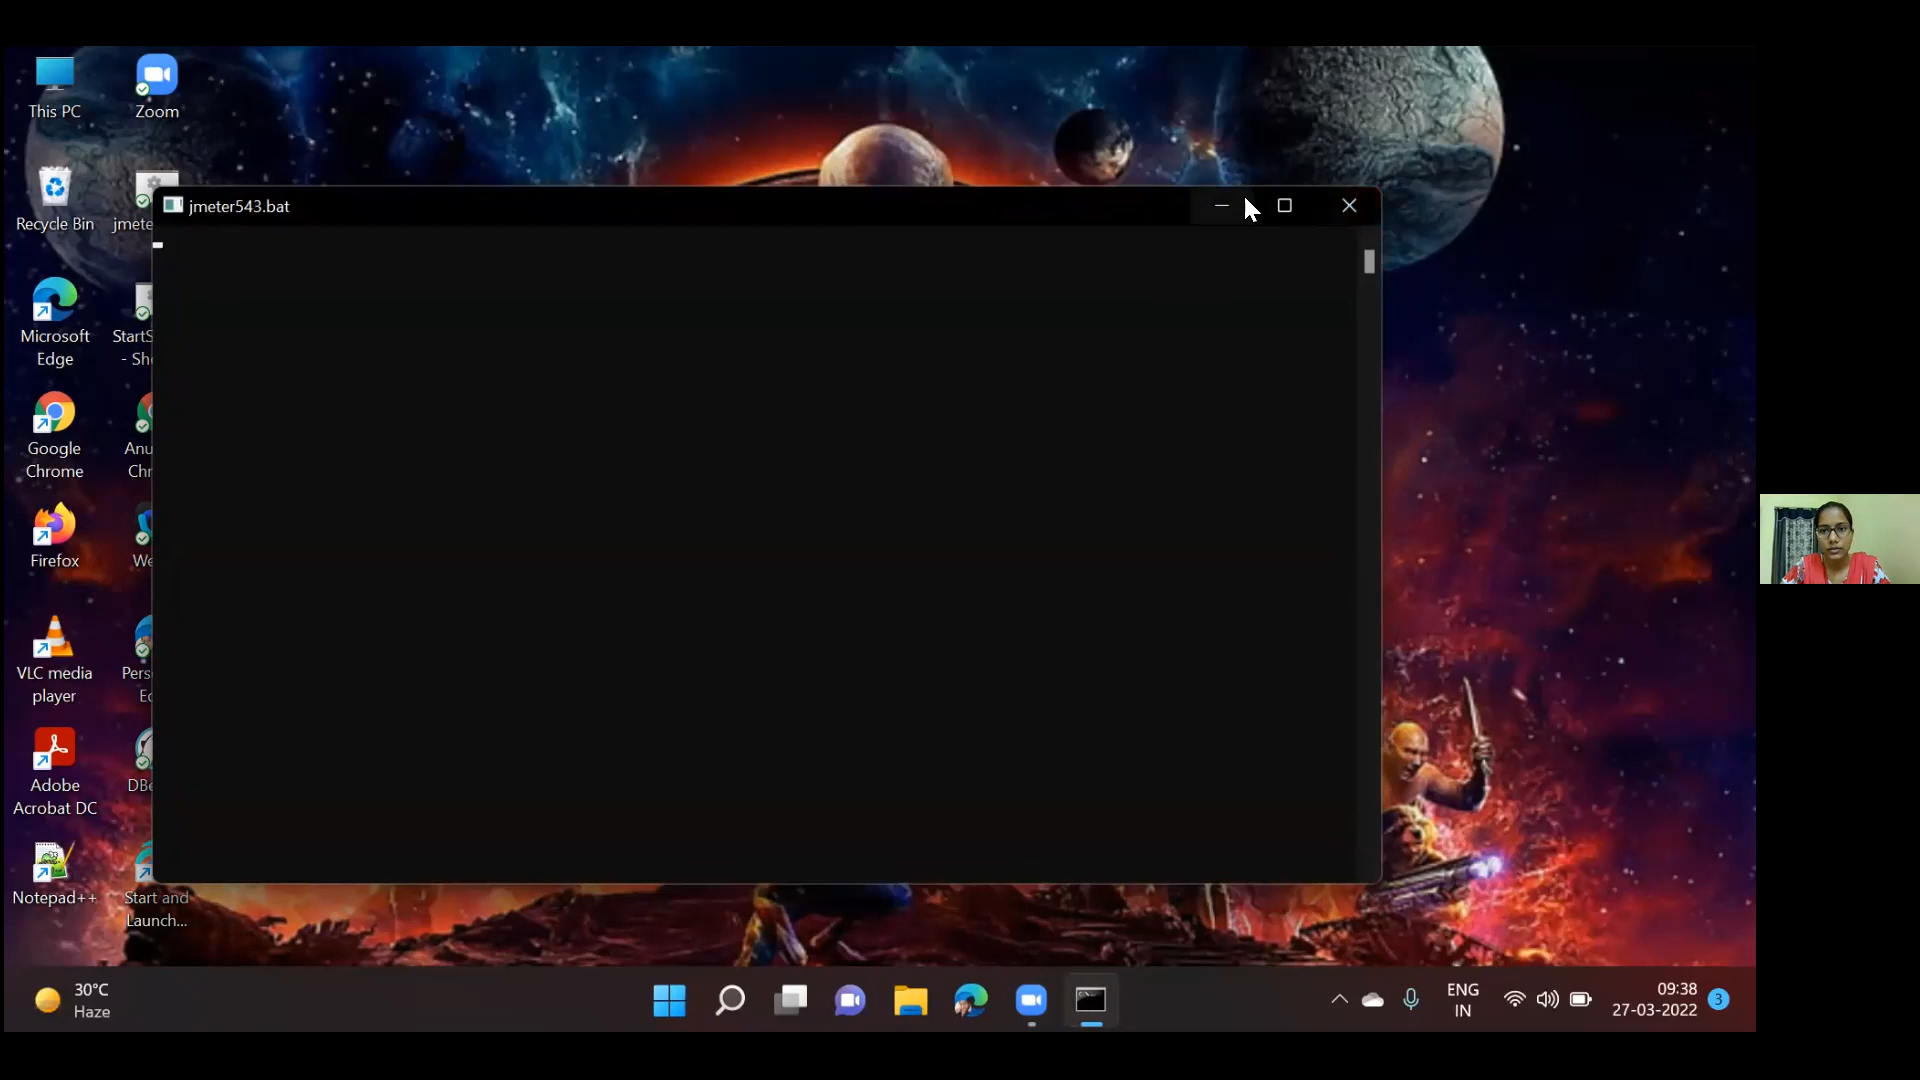 This PC
Zoom
Recycle Bin
jmete
jmeter543.bat
Microsoft
Edge
StartS
- Sh
Google
Chrome
Anu
Chr
Firefox
We
VLC media
player
Pers
Ec
Adobe
Acrobat DC
DBe
Notepad++
Start and
Launch...
30°C
Haze
ENG
IN
09:38
27-03-2022
3